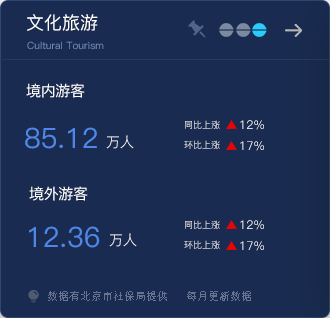 文化旅游
Cultural Tourism
境内游客
85.12 万人
同比上涨 12%
环比上涨 17%
境外游客
12.36 万人
同比上涨 12%
环比上涨 17%
数据有北京市社保局提供 每月更新数据